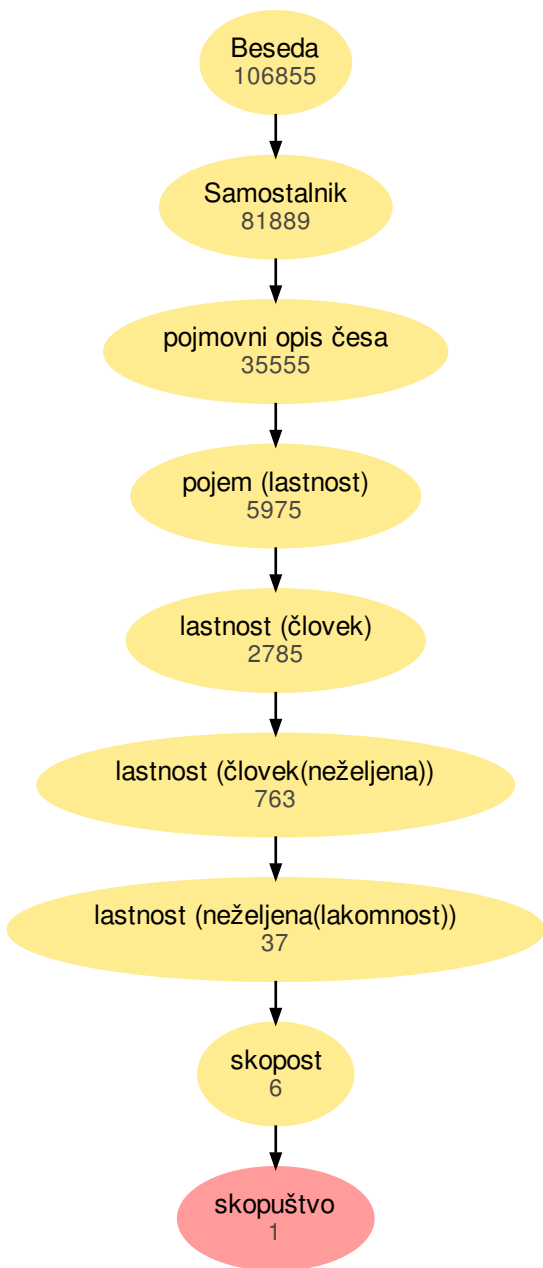 Beseda
106855
Samostalnik
81889
pojmovni opis česa
35555
pojem (lastnost)
5975
lastnost (človek)
2785
lastnost (človek(neželjena))
763
lastnost (neželjena(lakomnost))
37
skopost
6
skopuštvo
1